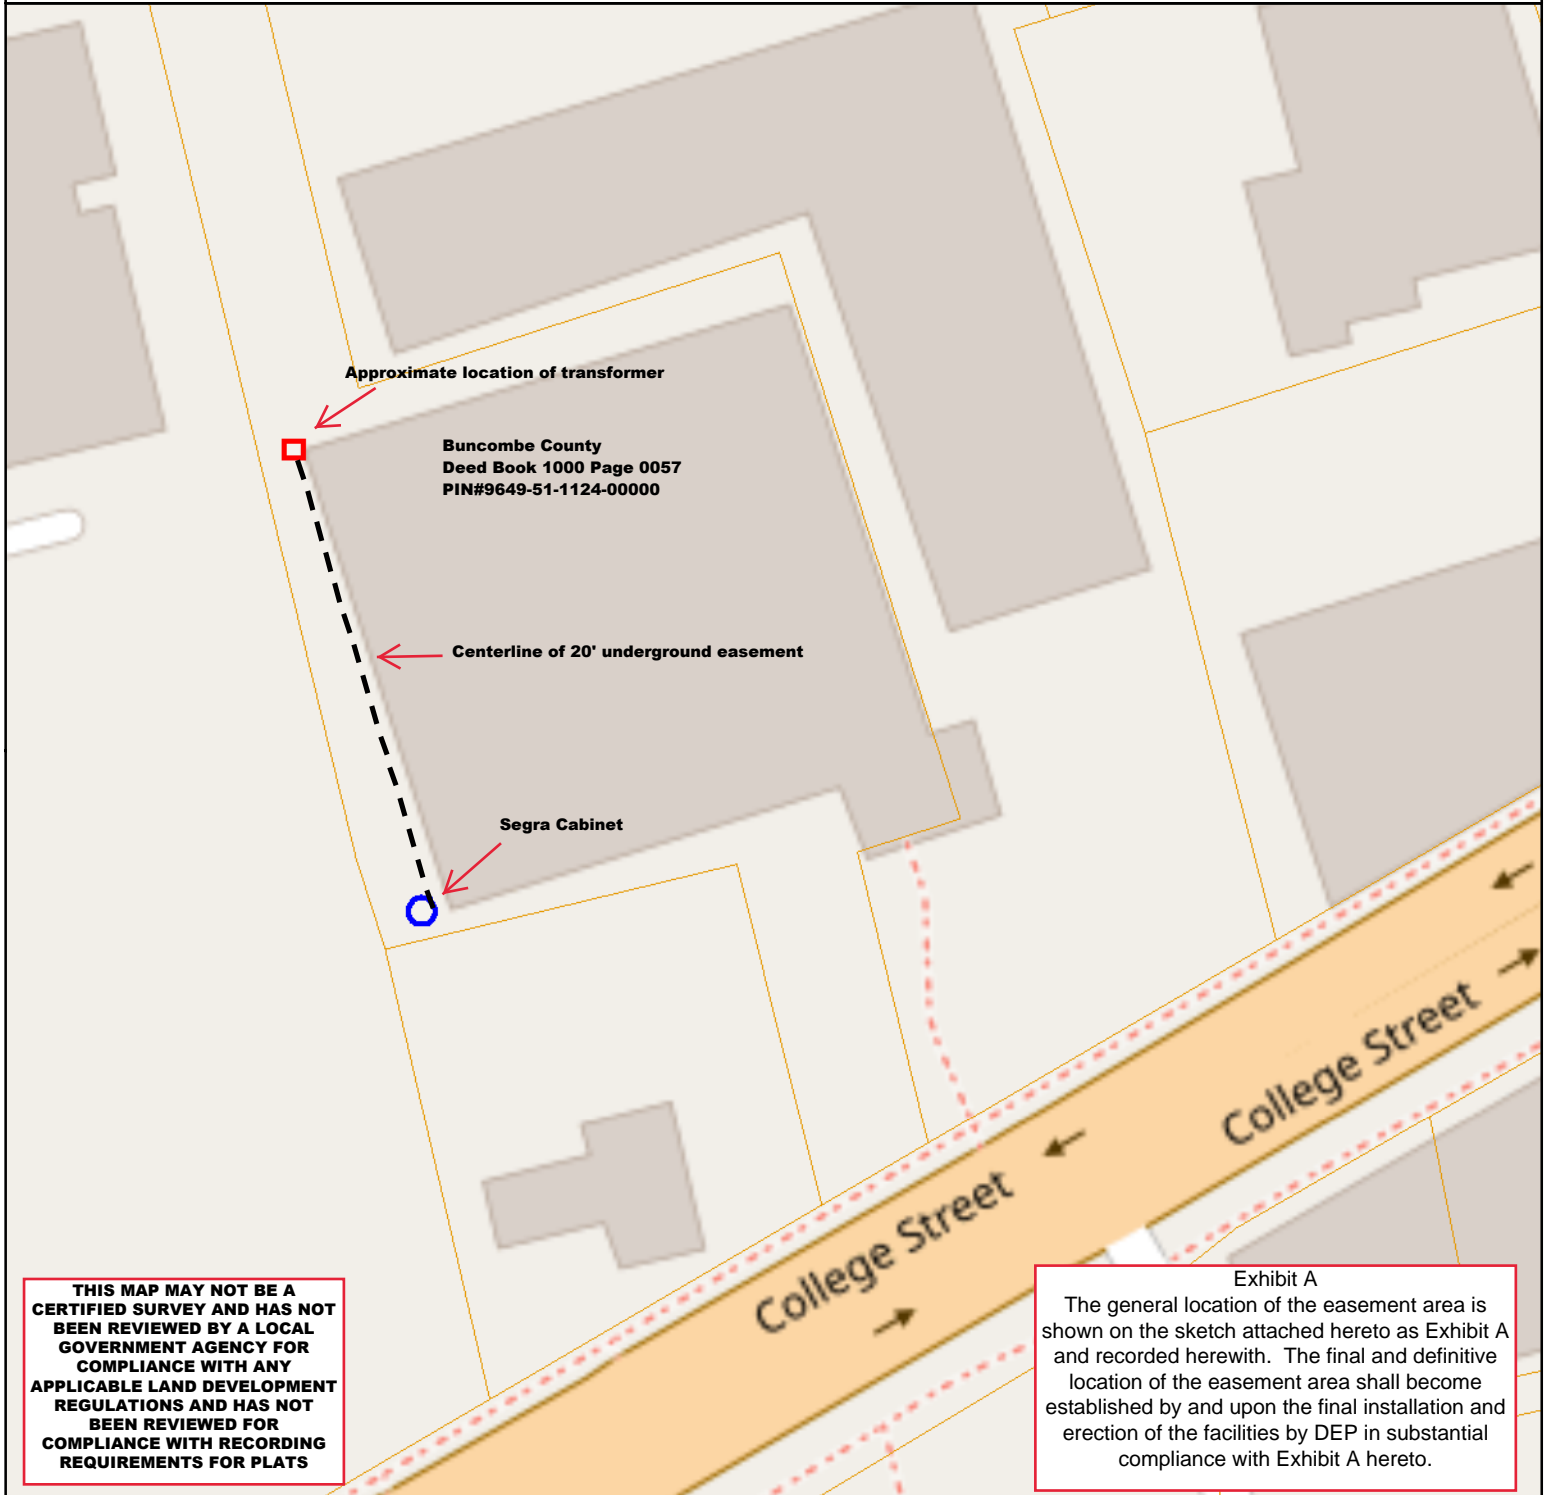 Approximate location of transformer
Buncombe County
Deed Book 1000 Page 0057
PIN#9649-51-1124-00000
Centerline of 20' underground easement
Segra Cabinet
College Street
College Street
THIS MAP MAY NOT BE A
CERTIFIED SURVEY AND HAS NOT
BEEN REVIEWED BY A LOCAL
GOVERNMENT AGENCY FOR
COMPLIANCE WITH ANY
APPLICABLE LAND DEVELOPMENT
REGULATIONS AND HAS NOT
BEEN REVIEWED FOR
COMPLIANCE WITH RECORDING
REQUIREMENTS FOR PLATS
Exhibit A
The general location of the easement area is
shown on the sketch attached hereto as Exhibit A
and recorded herewith.  The final and definitive
location of the easement area shall become
established by and upon the final installation and
erection of the facilities by DEP in substantial
compliance with Exhibit A hereto.